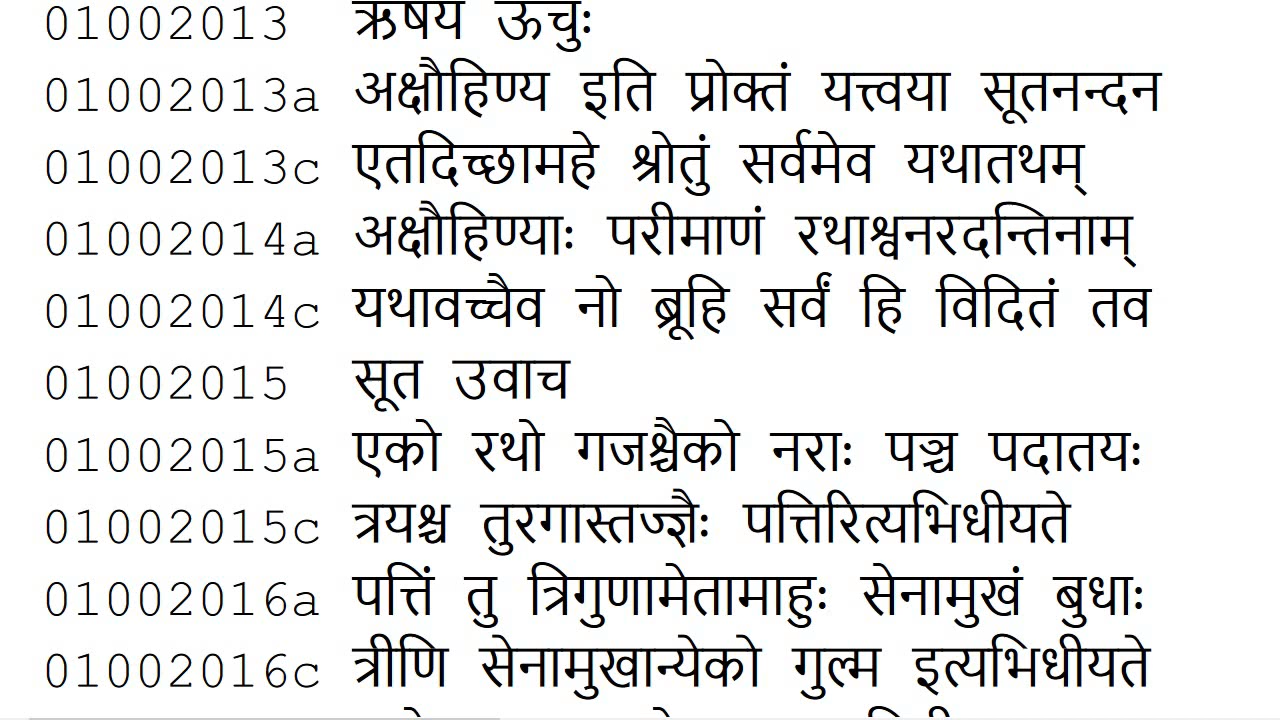 01002013 ऋषय ऊचुः
01002013a अक्षौहिण्य इति प्रोक्तं यत्त्वया सूतनन्दन
01002013c एतदिच्छामहे श्रोतुं सर्वमेव यथातथम्
01002014a अक्षौहिण्याः परीमाणं रथाश्वनरदन्तिनाम्
01002014c यथावच्चैव नो ब्रूहि सर्वं हि विदितं तव
01002015 सूत उवाच
01002015a एको रथो गजश्चैको नराः पञ्च पदातयः
01002015c त्रयश्च तुरगास्तज्ज्ञैः पत्तिरित्यभिधीयते
01002016a पत्तिं तु त्रिगुणामेतामाहुः सेनामुखं बुधाः
01002016c त्रीणि सेनामुखान्येको गुल्म इत्यभिधीयते